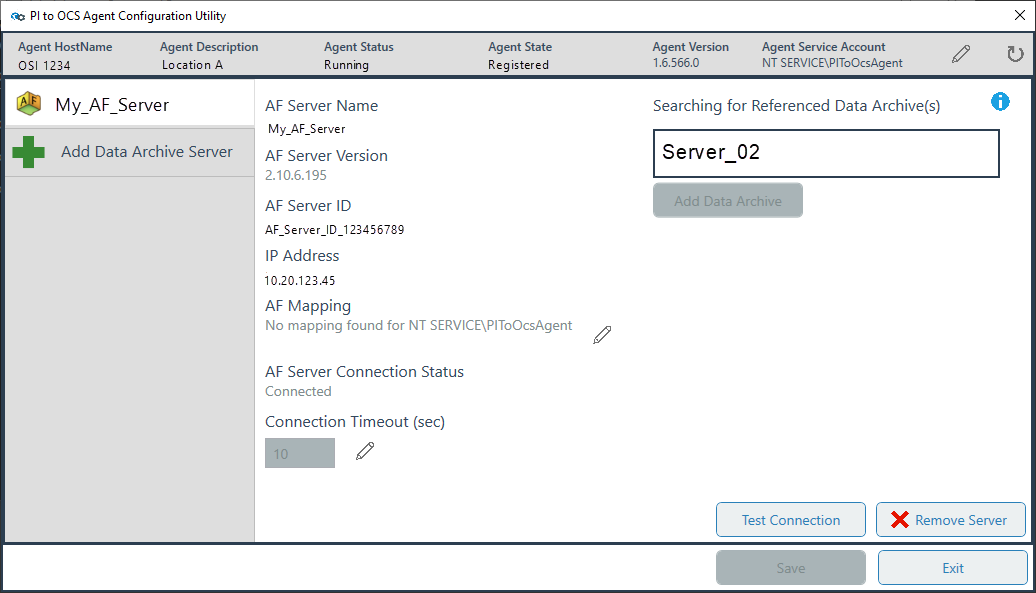 PI to OCS Agent Configuration Utility
Agent HostName Agent Description Agent Status Agent State Agent Version Agent Service Account
OSI 1234 Location A Running Registered 1.6.566.0 NT SERVICE\PIToOcsAgent
AF My_AF_Server
Add Data Archive Server
AF Server Name
My_AF_Server
AF Server Version
2.10.6.195
AF Server ID
AF_Server_ID_123456789
IP Address
10.20.123.45
AF Mapping
No mapping found for NT SERVICE\PIToOcsAgent
AF Server Connection Status
Connected
Connection Timeout (sec)
10
Searching for Referenced Data Archive(s)
Server_02
Add Data Archive
Test Connection Remove Server
Save Exit